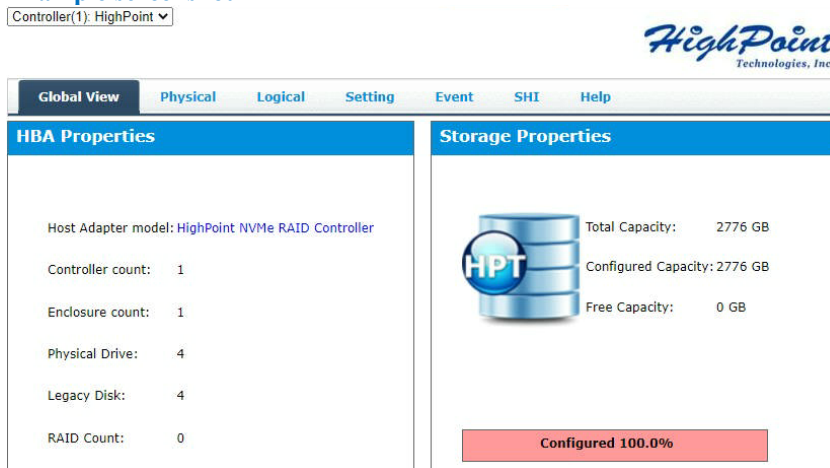 Controller(1): HighPoint
HighPoint
Technologies, Inc
Global View Physical Logical Setting Event SHI Help
HBA Properties
Storage Properties
Host Adapter model: HighPoint NVMe RAID Controller
Controller count: 1
Enclosure count: 1
Physical Drive: 4
Legacy Disk: 4
RAID Count: 0
HPT
Total Capacity: 2776 GB
Configured Capacity: 2776 GB
Free Capacity: 0 GB
Configured 100.0%